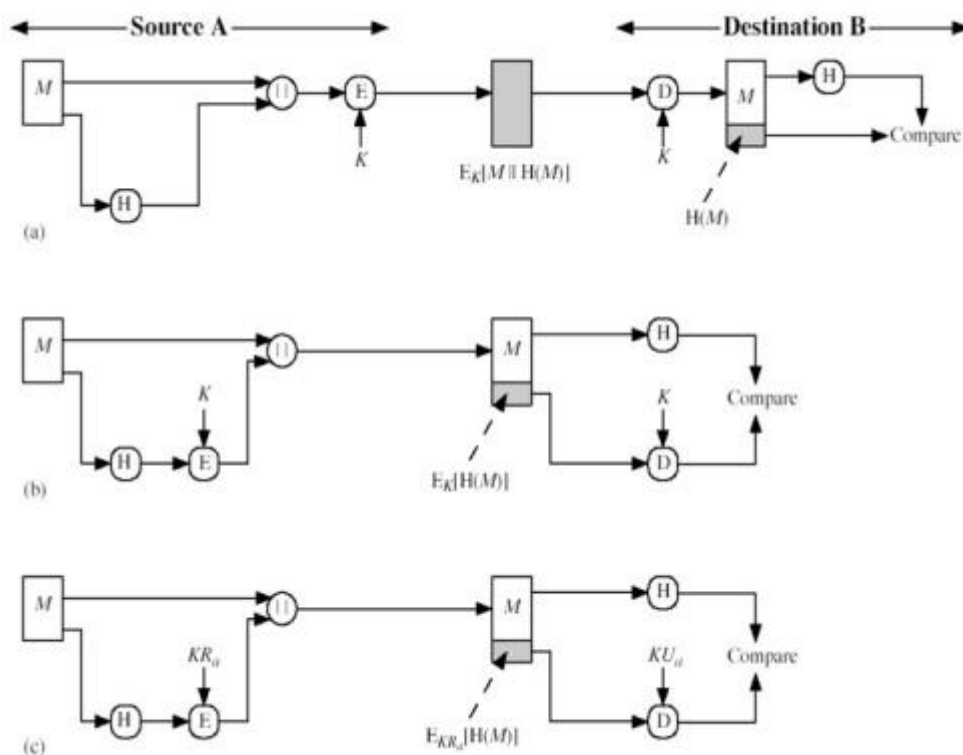 Source A Destination B
M || E D M H
K K Compare
E_K[M || H(M)]
H H(M)
(a)
M || M H
K K Compare
H E D
E_K[H(M)]
(b)
M || M H
KR_a KU_a Compare
H E D
E_KR_a[H(M)]
(c)